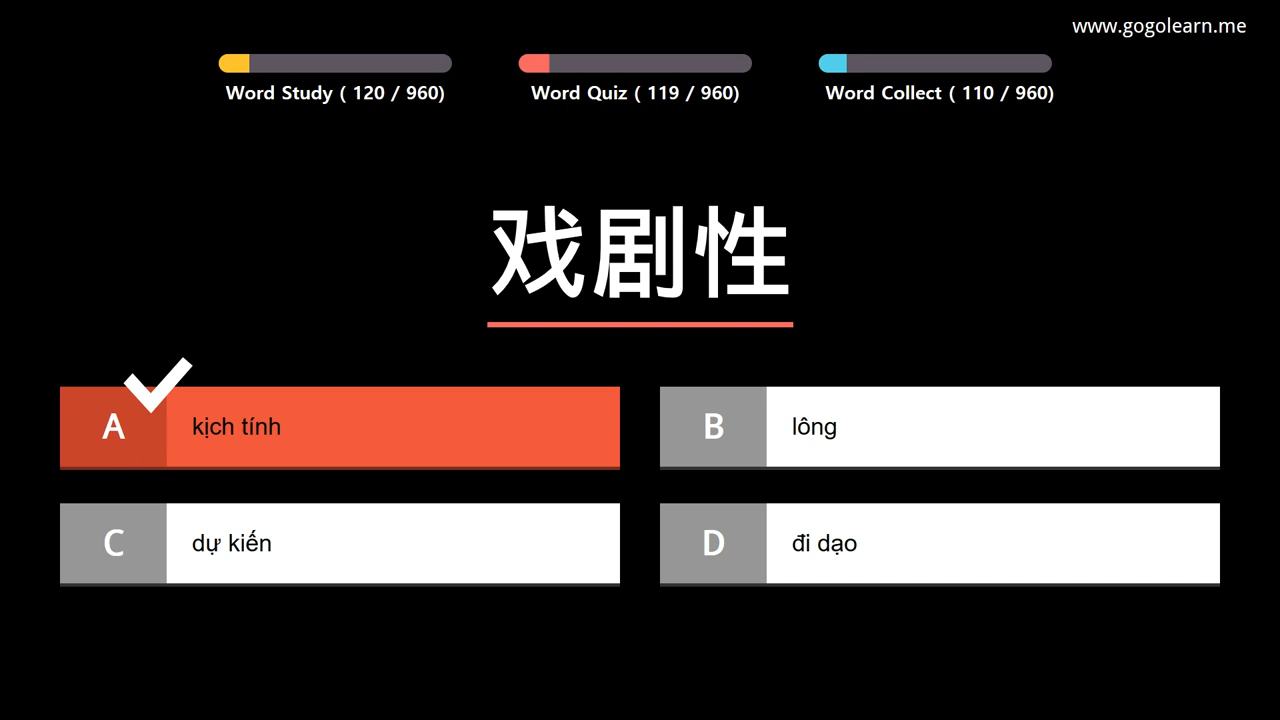 www.gogolearn.me
Word Study ( 120 / 960)
Word Quiz ( 119 / 960)
Word Collect ( 110 / 960)
戏剧性
A kịch tính
B lông
C dự kiến
D đi dạo